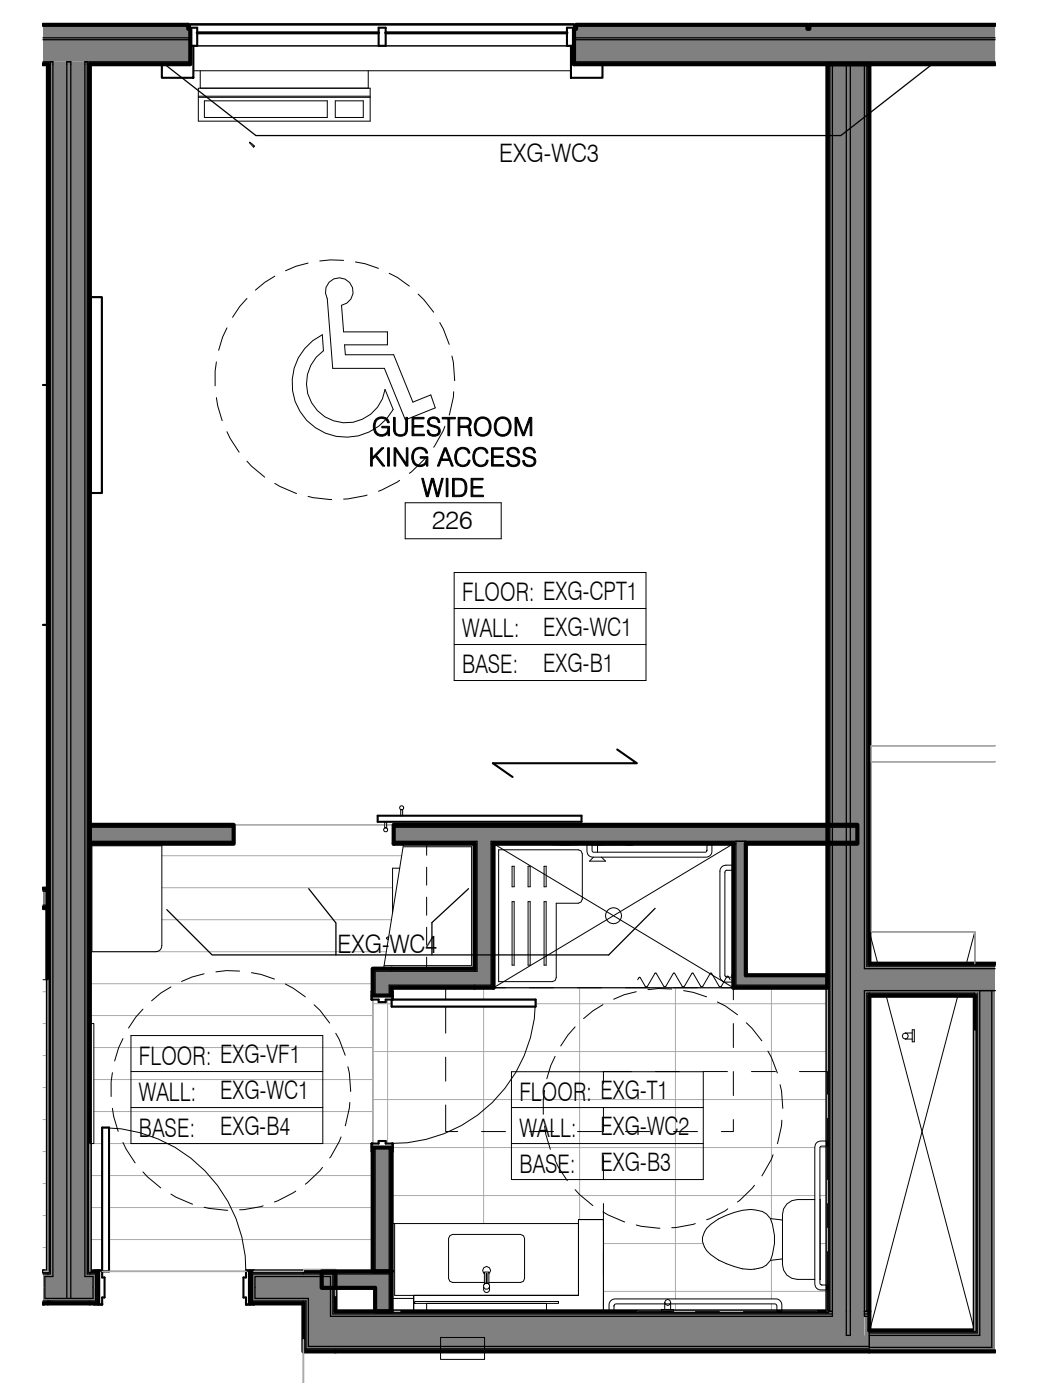 EXG-WC3
GUESTROOM
KING ACCESS
WIDE
226
FLOOR: EXG-CPT1
WALL: EXG-WC1
BASE: EXG-B1
EXG-WC4
FLOOR: EXG-VF1
WALL: EXG-WC1
BASE: EXG-B4
FLOOR: EXG-T1
WALL: EXG-WC2
BASE: EXG-B3